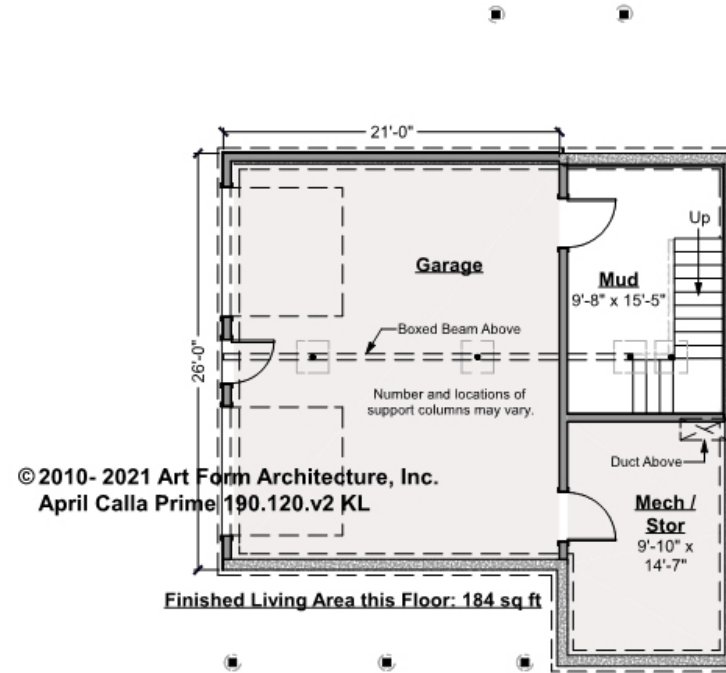 21'-0"
Up
Garage
Mud
9'-8" x 15'-5"
Boxed Beam Above
26'-0"
Number and locations of
support columns may vary.
Duct Above
© 2010- 2021 Art Form Architecture, Inc.
April Calla Prime 190.120.v2 KL
Mech /
Stor
9'-10" x
14'-7"
Finished Living Area this Floor: 184 sq ft